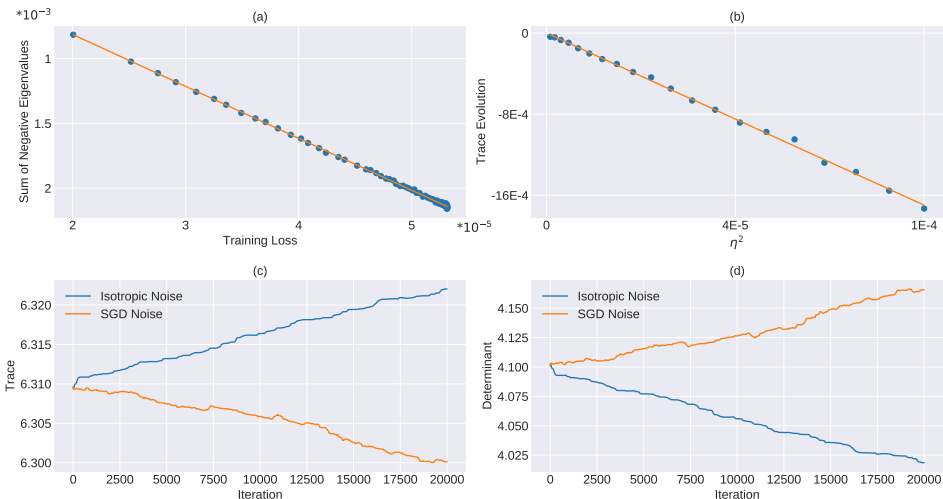 *10⁻³
(a)
Sum of Negative Eigenvalues
1
1.5
2
2
3
4
5
*10⁻⁵
Training Loss
(b)
Trace Evolution
0
-8E-4
-16E-4
0
4E-5
1E-4
η²
(c)
Isotropic Noise
SGD Noise
Trace
6.320
6.315
6.310
6.305
6.300
0
2500
5000
7500
10000
12500
15000
17500
20000
Iteration
(d)
Isotropic Noise
SGD Noise
Determinant
4.150
4.125
4.100
4.075
4.050
4.025
0
2500
5000
7500
10000
12500
15000
17500
20000
Iteration